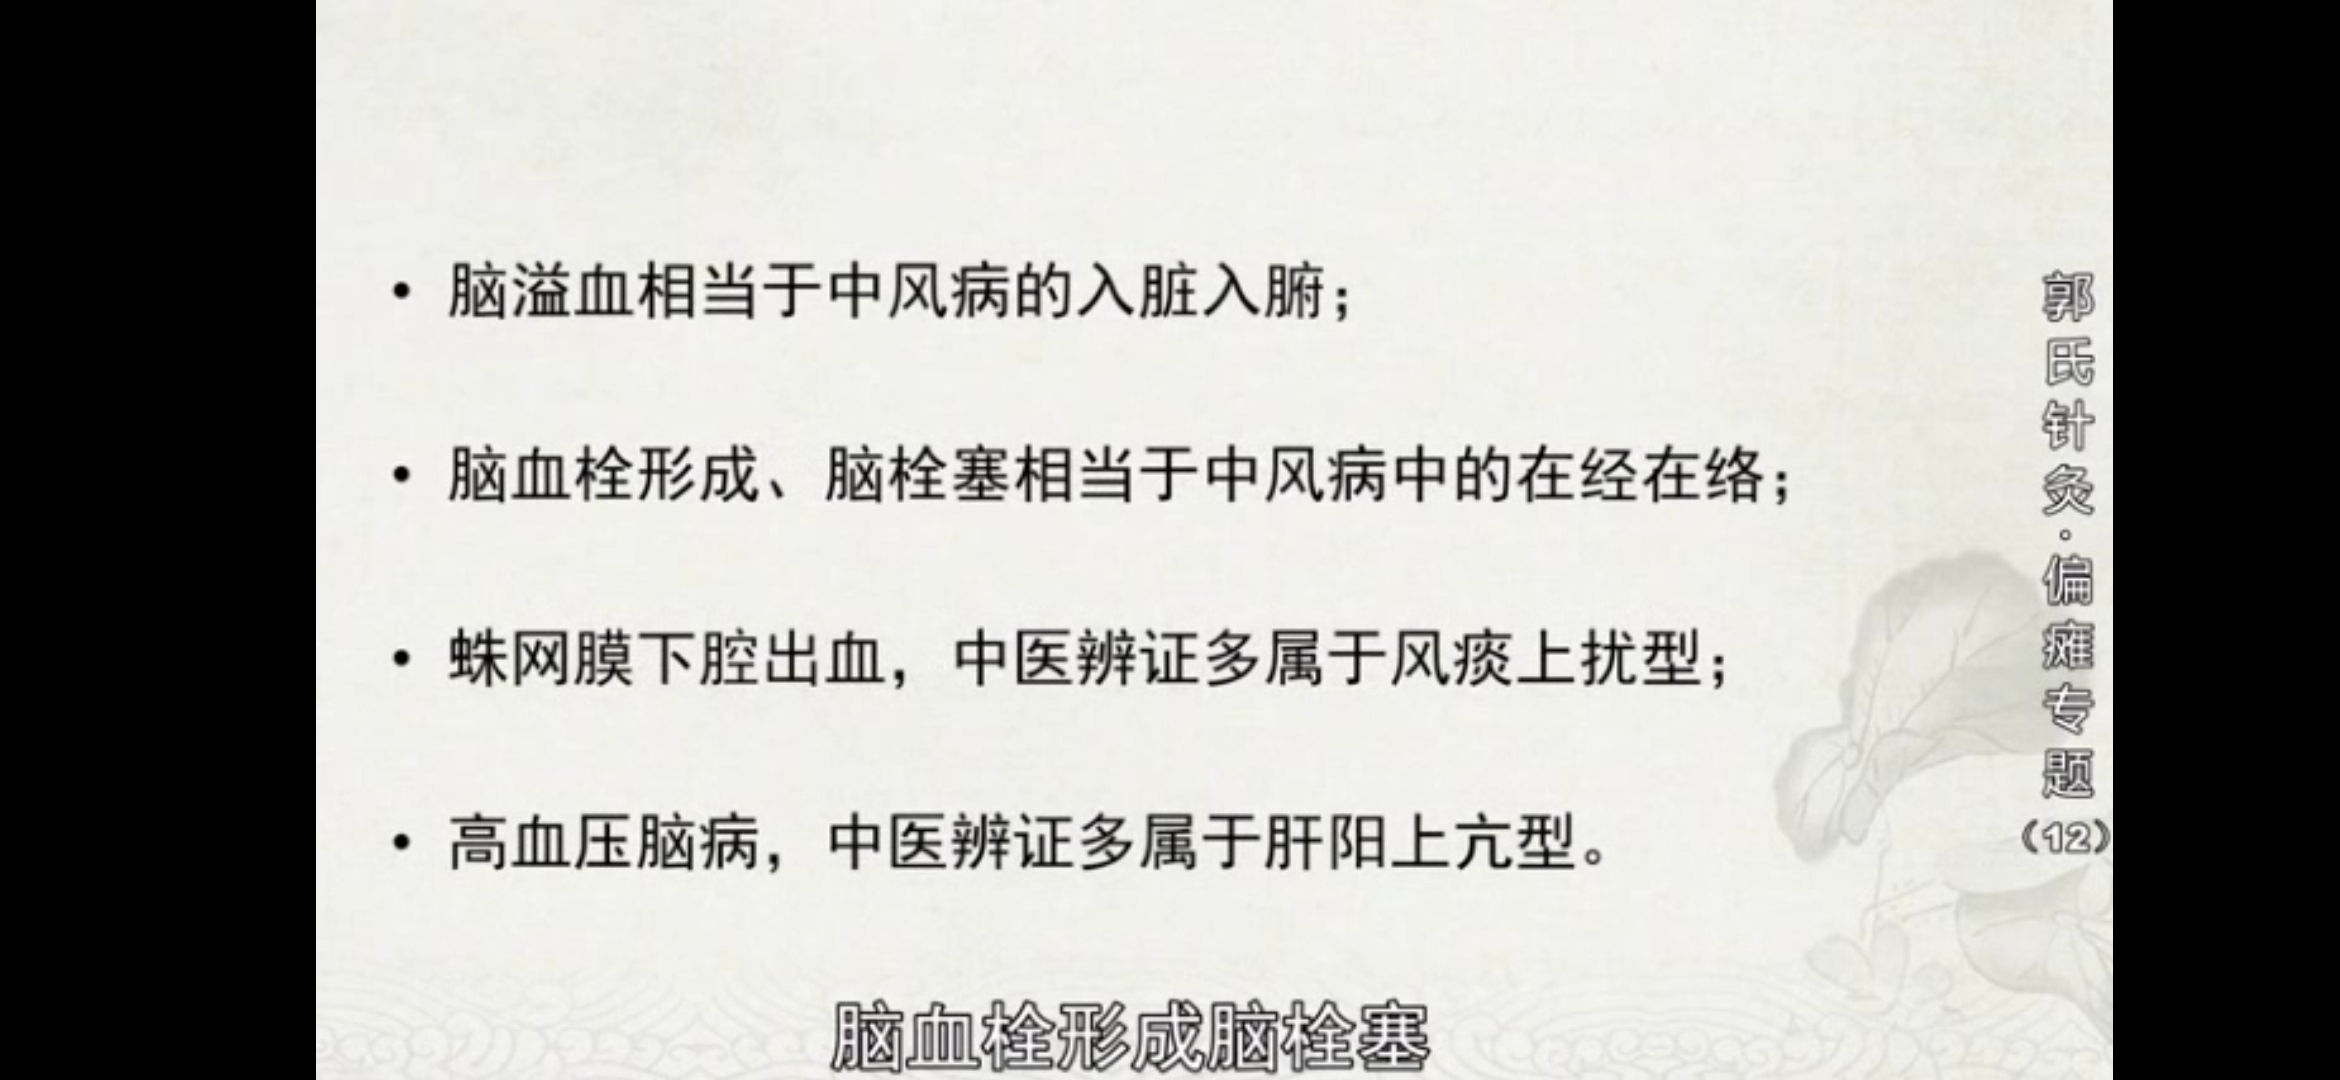 • 脑溢血相当于中风病的入脏入腑；
• 脑血栓形成、脑栓塞相当于中风病中的在经在络；
• 蛛网膜下腔出血，中医辨证多属于风痰上扰型；
• 高血压脑病，中医辨证多属于肝阳上亢型。
郭氏针灸·偏瘫专题（12）
脑血栓形成脑栓塞